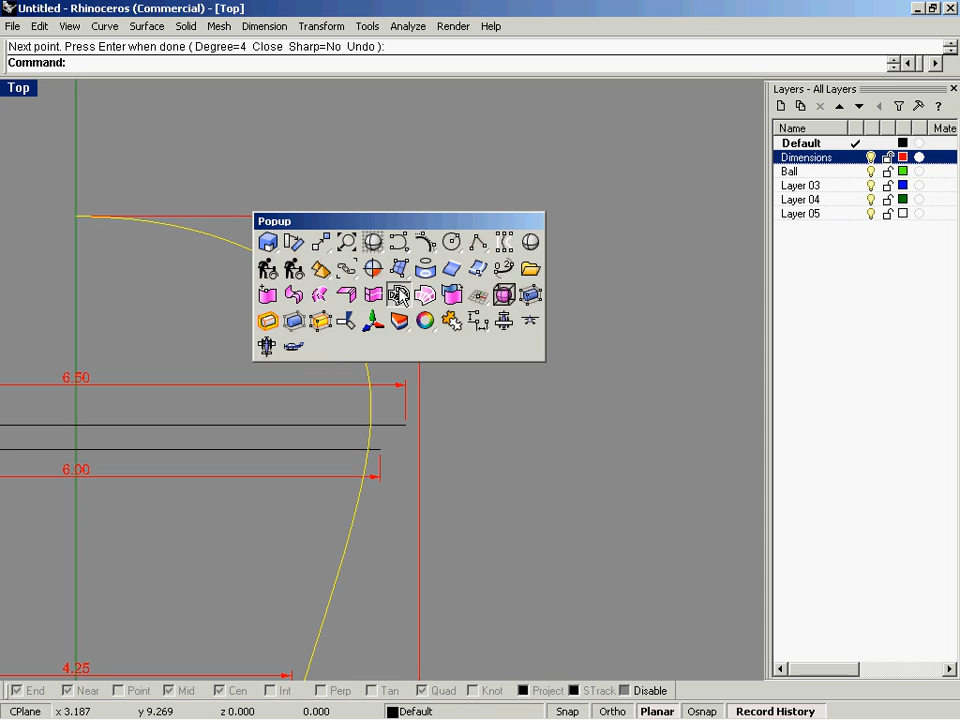 Untitled - Rhinoceros (Commercial) - [Top]
File Edit View Curve Surface Solid Mesh Dimension Transform Tools Analyze Render Help
Next point. Press Enter when done ( Degree=4 Close Sharp=No Undo ):
Command:
Top
Layers - All Layers
?
Name Mate
Default
Dimensions
Ball
Layer 03
Layer 04
Layer 05
Popup
6.50
6.00
4.25
End Near Point Mid Cen Int Perp Tan Quad Knot Project STrack Disable
CPlane x 3.187 y 9.269 z 0.000 0.000 Default Snap Ortho Planar Osnap Record History